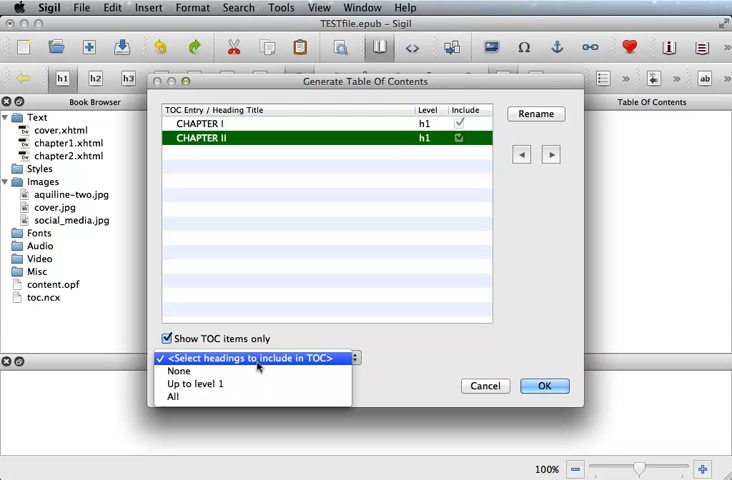 Sigil File Edit Insert Format Search Tools View Window Help
TESTfile.epub - Sigil
h1 h2 h3 ab
Book Browser
Generate Table Of Contents
Table Of Contents
Text
cover.xhtml
chapter1.xhtml
chapter2.xhtml
Styles
Images
aquiline-two.jpg
cover.jpg
social_media.jpg
Fonts
Audio
Video
Misc
content.opf
toc.ncx
TOC Entry / Heading Title Level Include
CHAPTER I h1
CHAPTER II h1
Rename
Show TOC items only
<Select headings to include in TOC>
None
Up to level 1
All
Cancel OK
100%